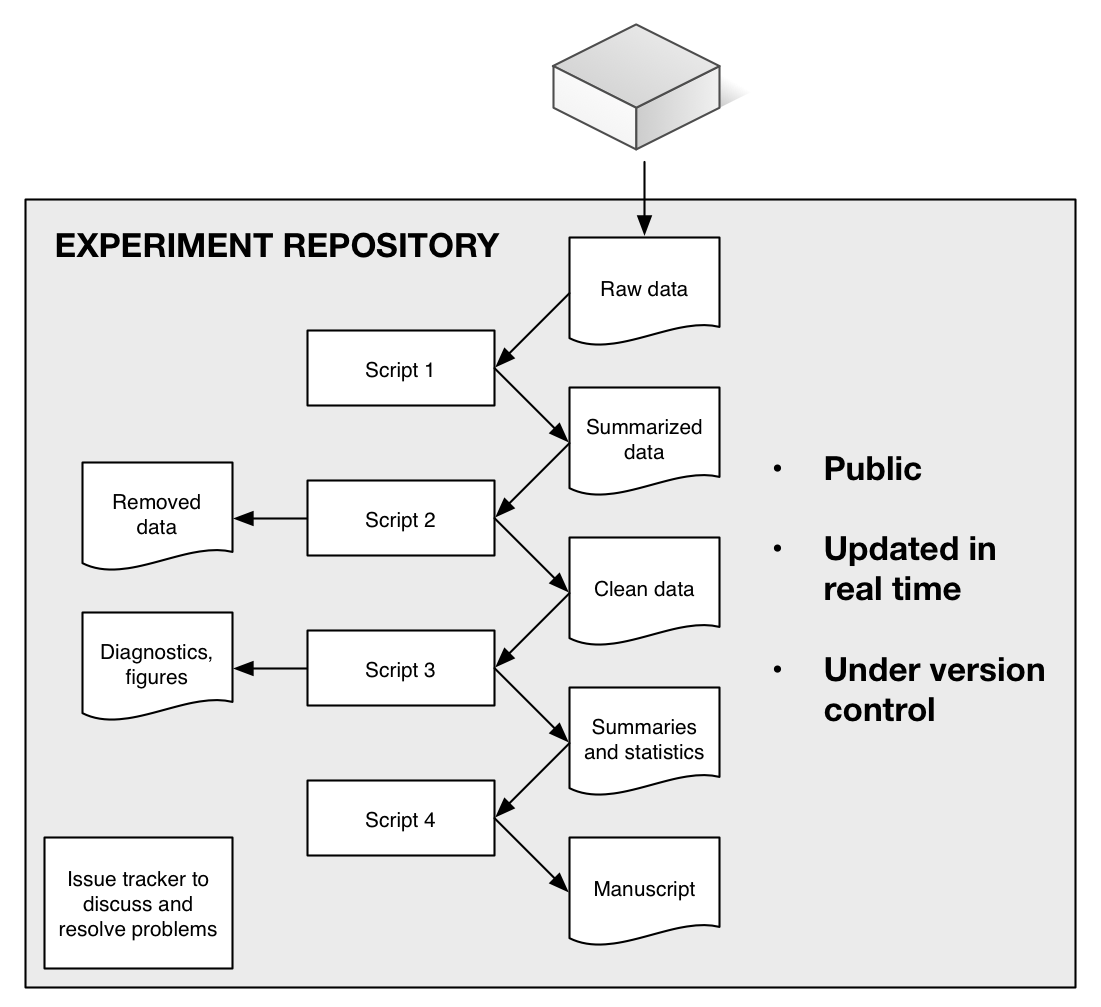 EXPERIMENT REPOSITORY
Raw data
Script 1
Summarized
data
Removed
data
Script 2
Clean data
Diagnostics,
figures
Script 3
Summaries
and statistics
Script 4
Manuscript
Issue tracker to
discuss and
resolve problems
• Public
• Updated in
real time
• Under version
control